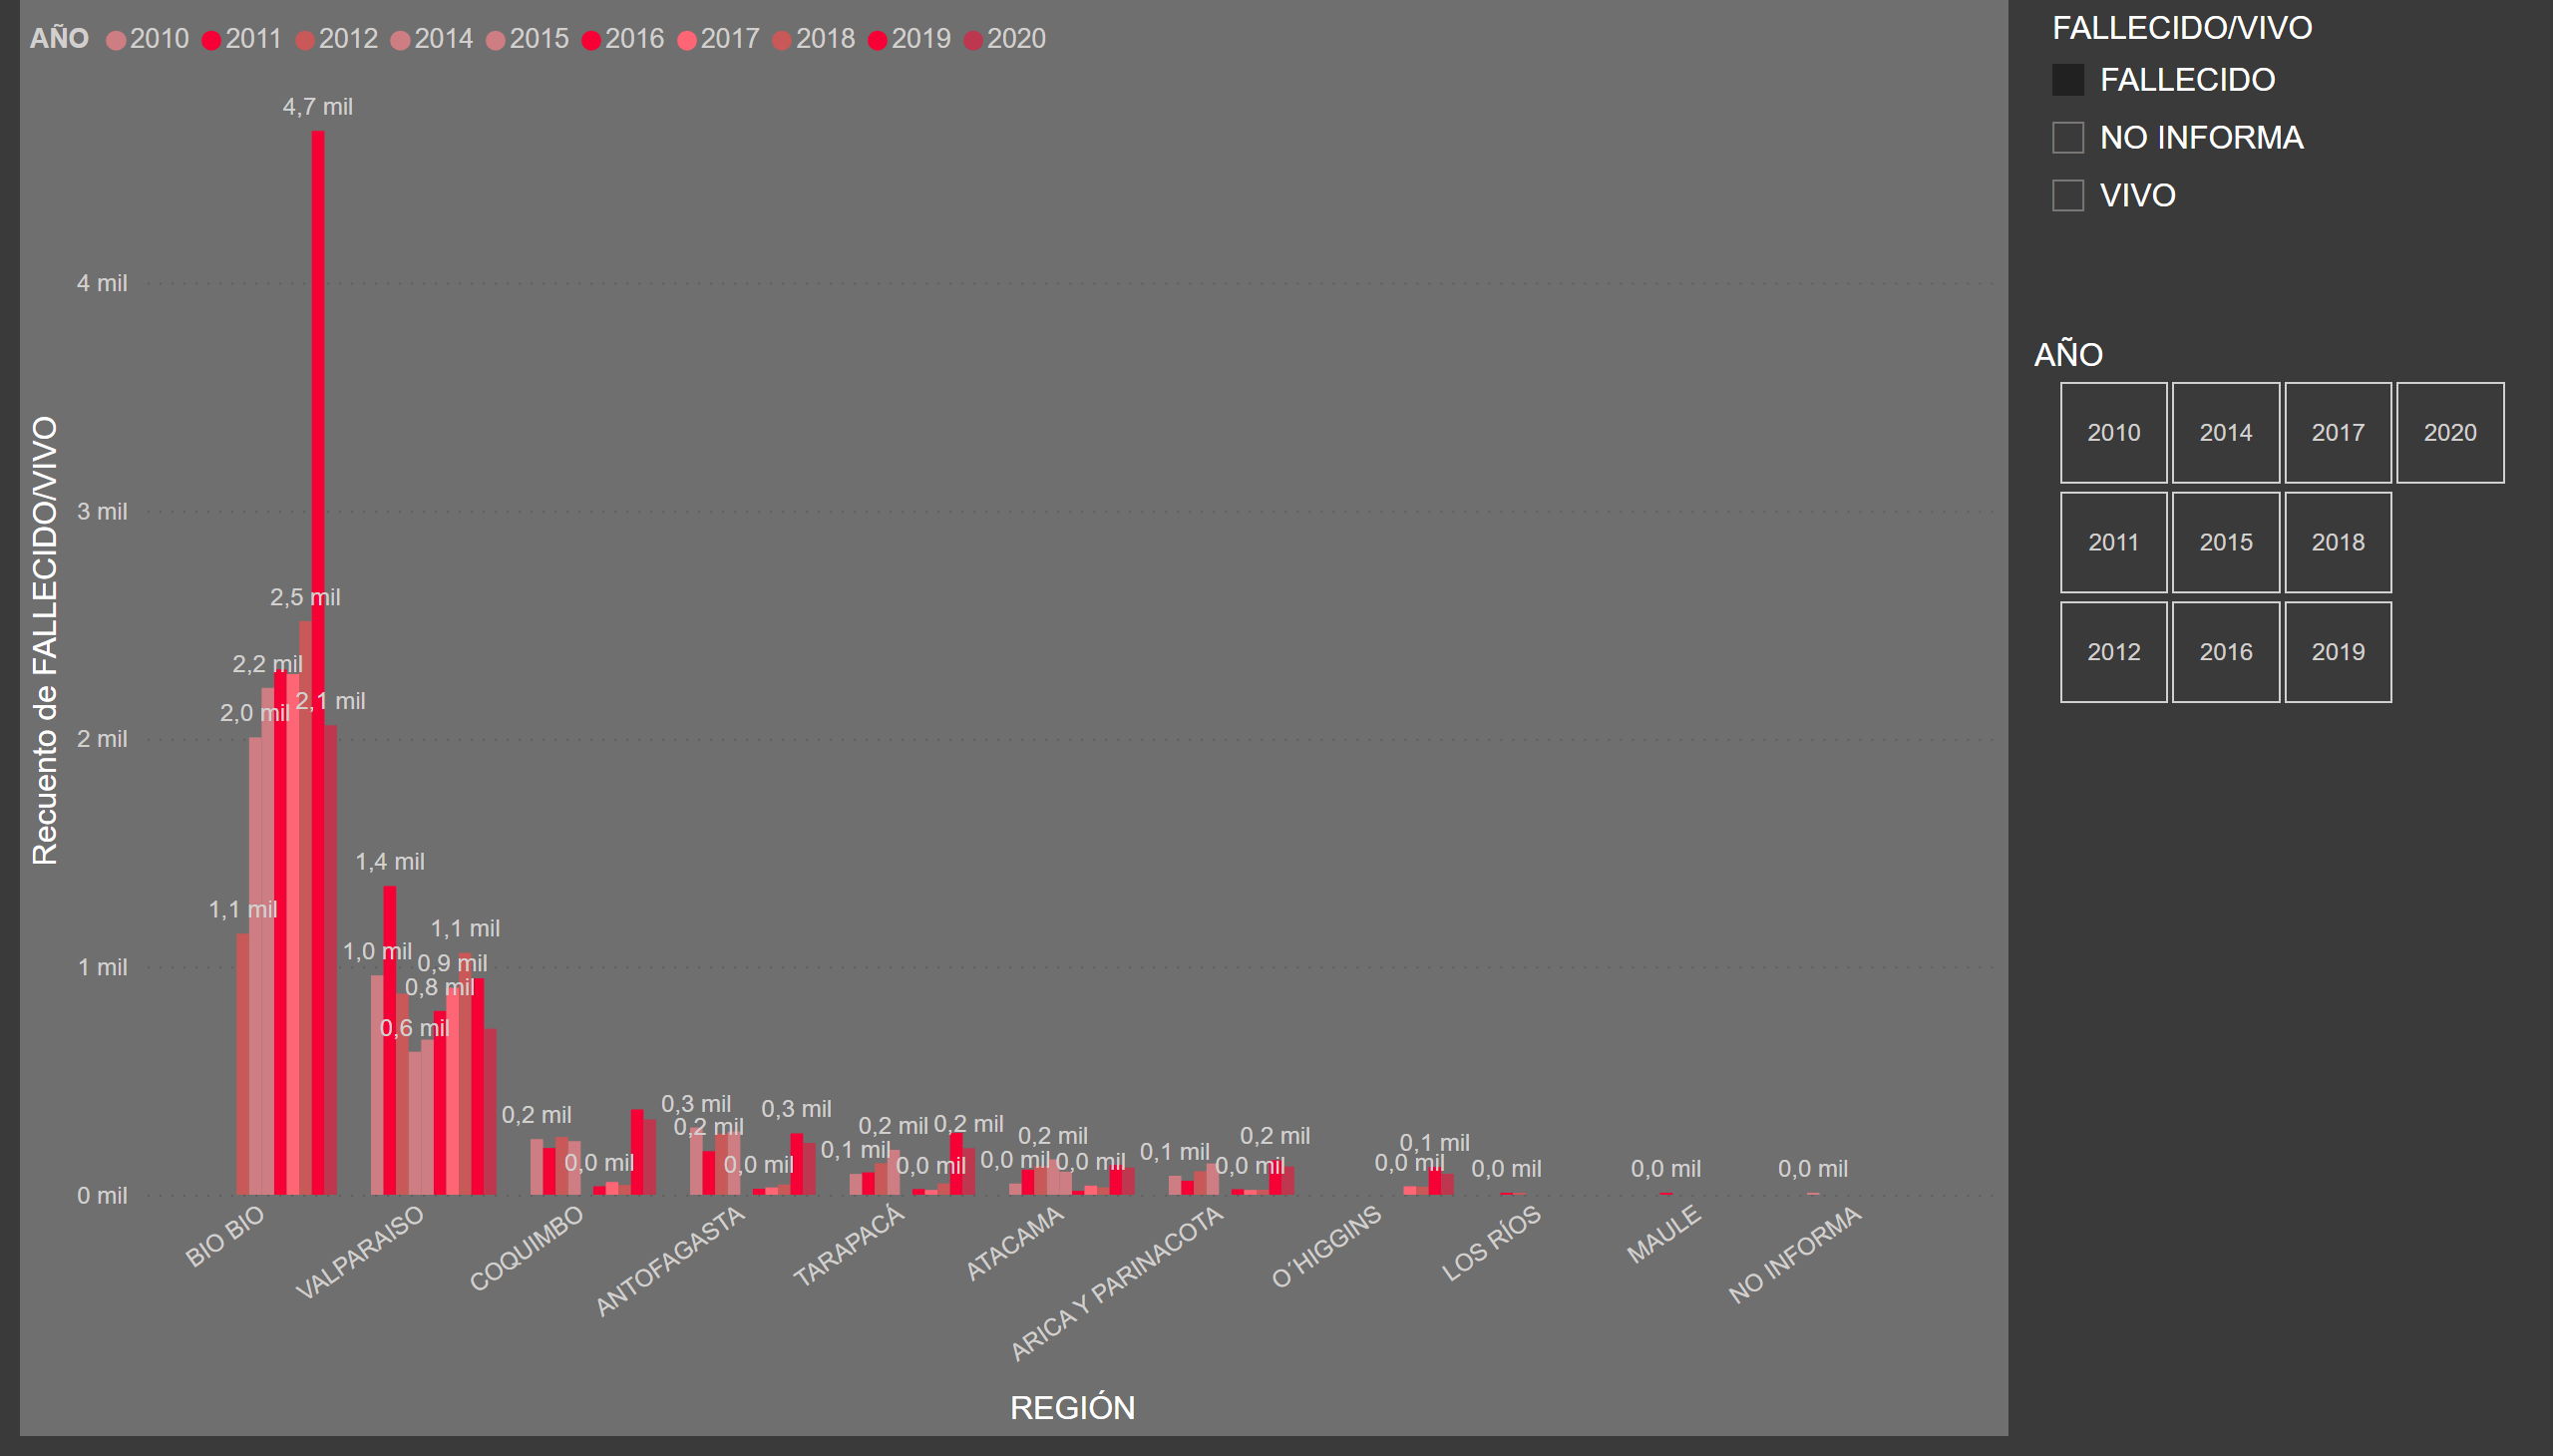 AÑO 2010 2011 2012 2014 2015 2016 2017 2018 2019 2020
Recuento de FALLECIDO/VIVO
4 mil
3 mil
2 mil
1 mil
0 mil
1,1 mil
2,0 mil
2,2 mil
2,5 mil
4,7 mil
2,1 mil
1,0 mil
1,4 mil
0,6 mil
0,8 mil
0,9 mil
1,1 mil
0,2 mil
0,0 mil
0,3 mil
0,2 mil
0,0 mil
0,3 mil
0,1 mil
0,2 mil
0,0 mil
0,2 mil
0,0 mil
0,2 mil
0,0 mil
0,1 mil
0,0 mil
0,2 mil
0,0 mil
0,1 mil
0,0 mil
0,0 mil
0,0 mil
BIO BIO
VALPARAISO
COQUIMBO
ANTOFAGASTA
TARAPACÁ
ATACAMA
ARICA Y PARINACOTA
O´HIGGINS
LOS RÍOS
MAULE
NO INFORMA
REGIÓN
FALLECIDO/VIVO
FALLECIDO
NO INFORMA
VIVO
AÑO
2010 2014 2017 2020
2011 2015 2018
2012 2016 2019